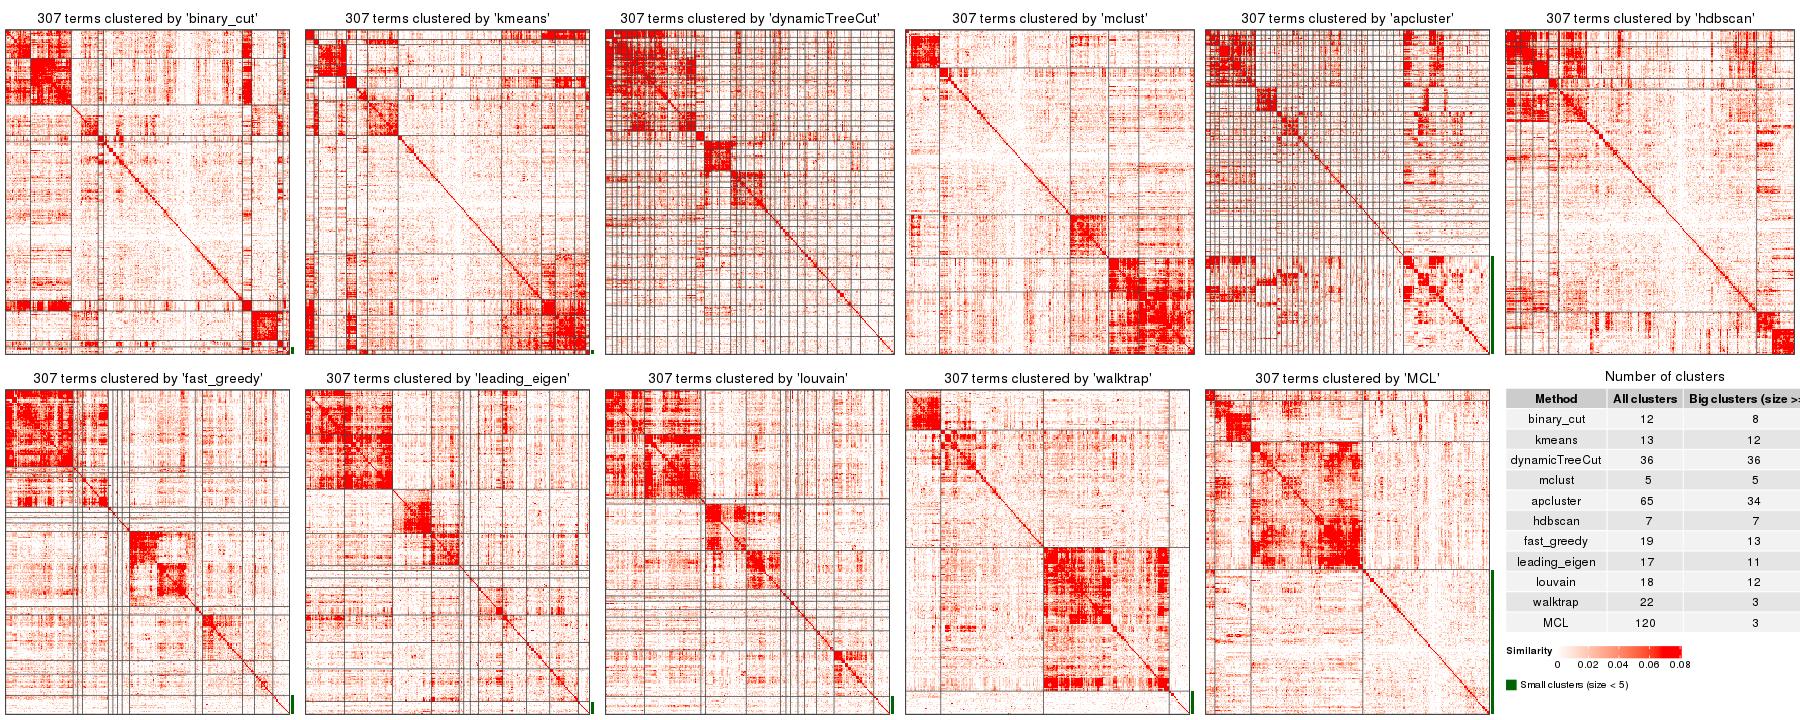 307 terms clustered by 'binary_cut'
307 terms clustered by 'kmeans'
307 terms clustered by 'dynamicTreeCut'
307 terms clustered by 'mclust'
307 terms clustered by 'apcluster'
307 terms clustered by 'hdbscan'
307 terms clustered by 'fast_greedy'
307 terms clustered by 'leading_eigen'
307 terms clustered by 'louvain'
307 terms clustered by 'walktrap'
307 terms clustered by 'MCL'
Number of clusters
Method All clusters Big clusters (size >=
binary_cut 12 8
kmeans 13 12
dynamicTreeCut 36 36
mclust 5 5
apcluster 65 34
hdbscan 7 7
fast_greedy 19 13
leading_eigen 17 11
louvain 18 12
walktrap 22 3
MCL 120 3
Similarity
0 0.02 0.04 0.06 0.08
Small clusters (size < 5)